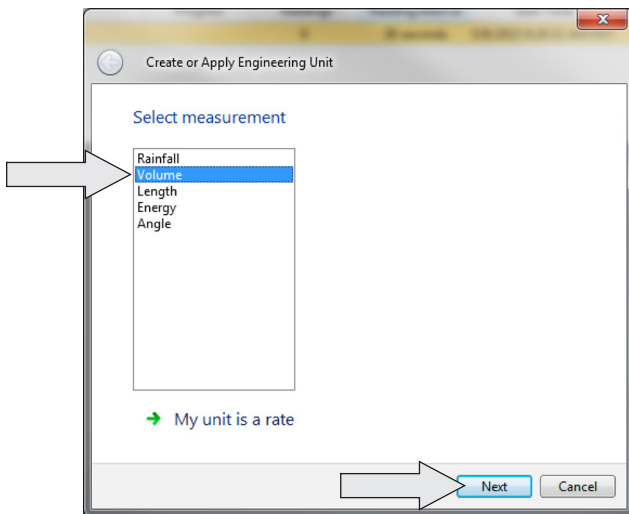 Create or Apply Engineering Unit
Select measurement
Rainfall
Volume
Length
Energy
Angle
My unit is a rate
Next
Cancel